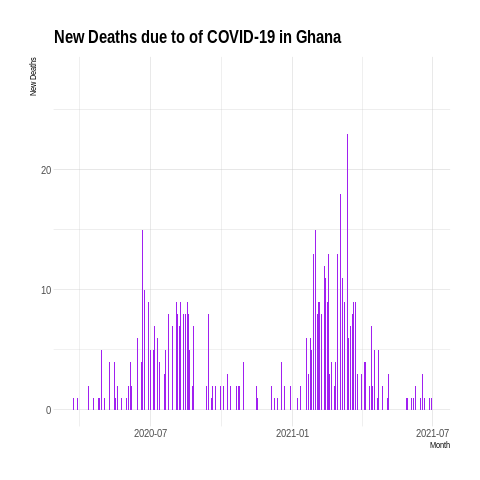 New Deaths due to of COVID-19 in Ghana
New Deaths
20
10
0
2020-07
2021-01
2021-07
Month